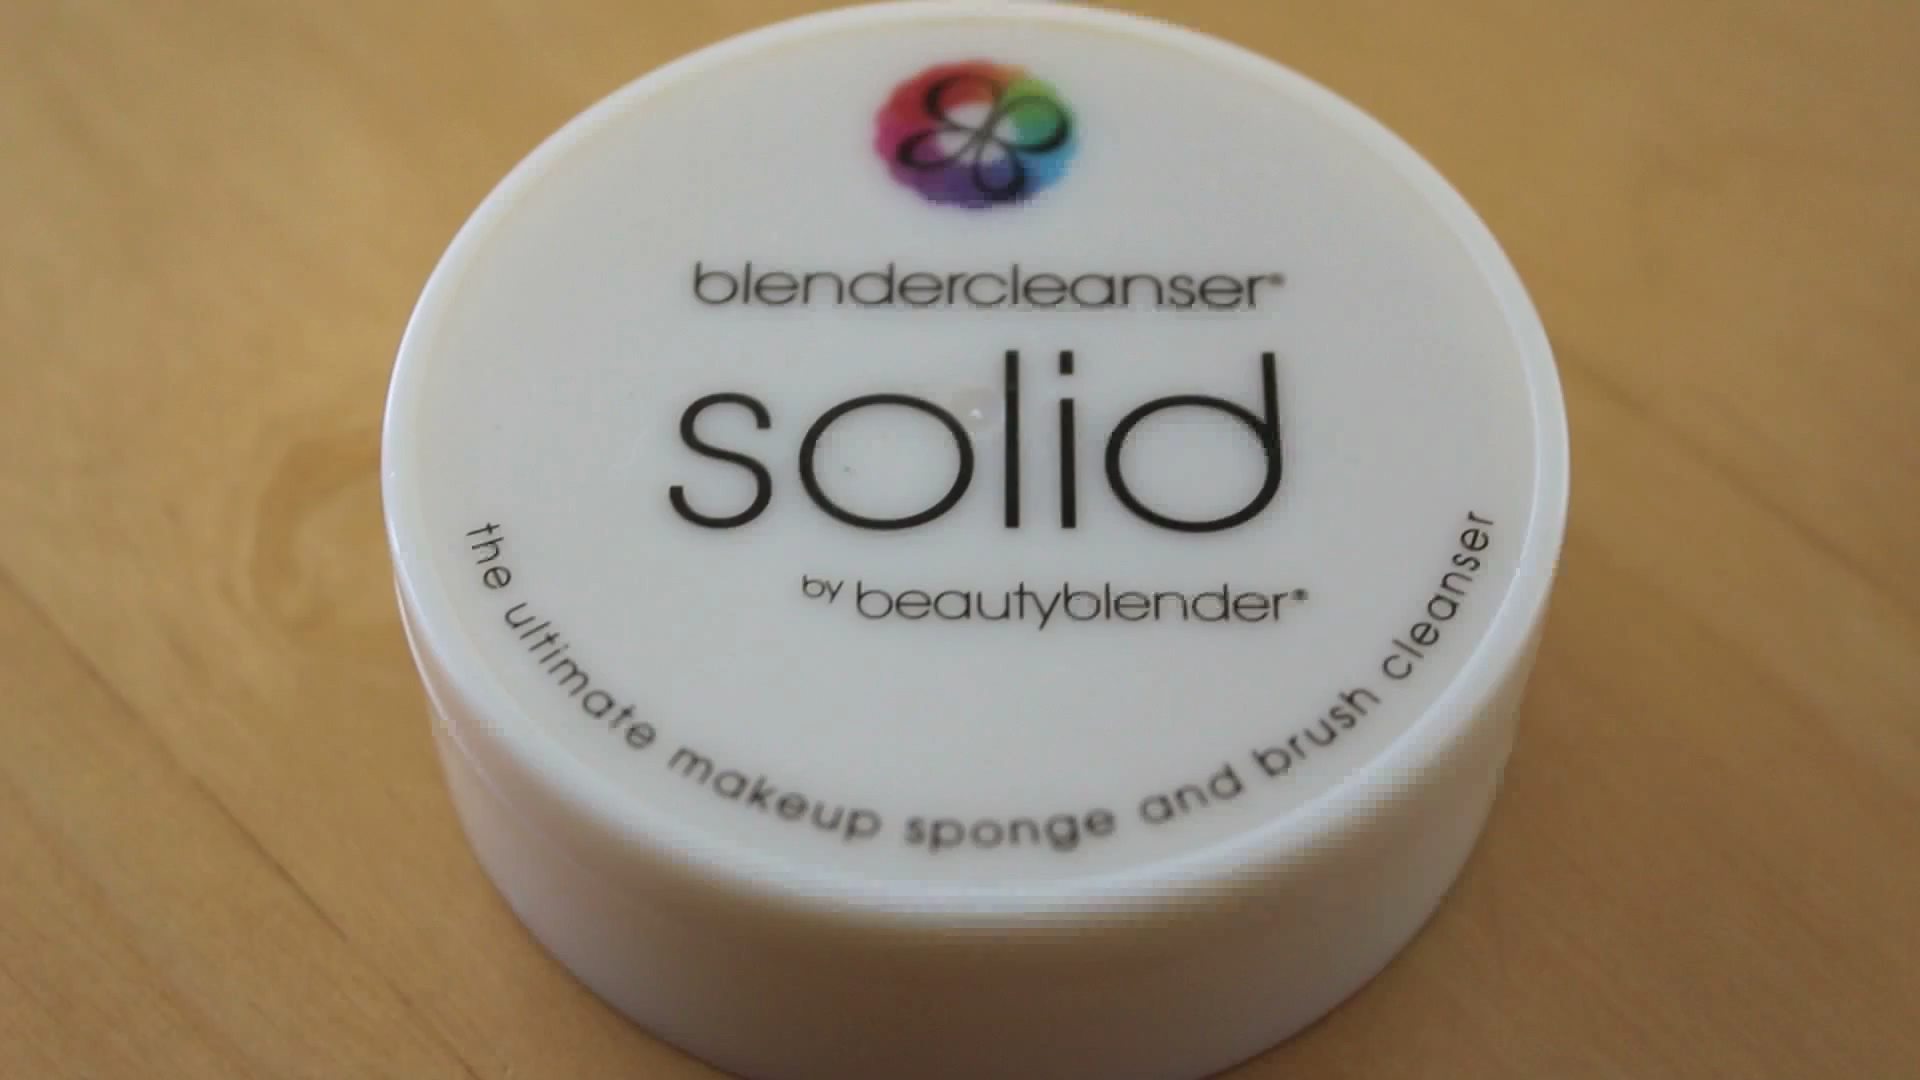 blendercleanser®
solid
by beautyblender®
the ultimate makeup sponge and brush cleanser